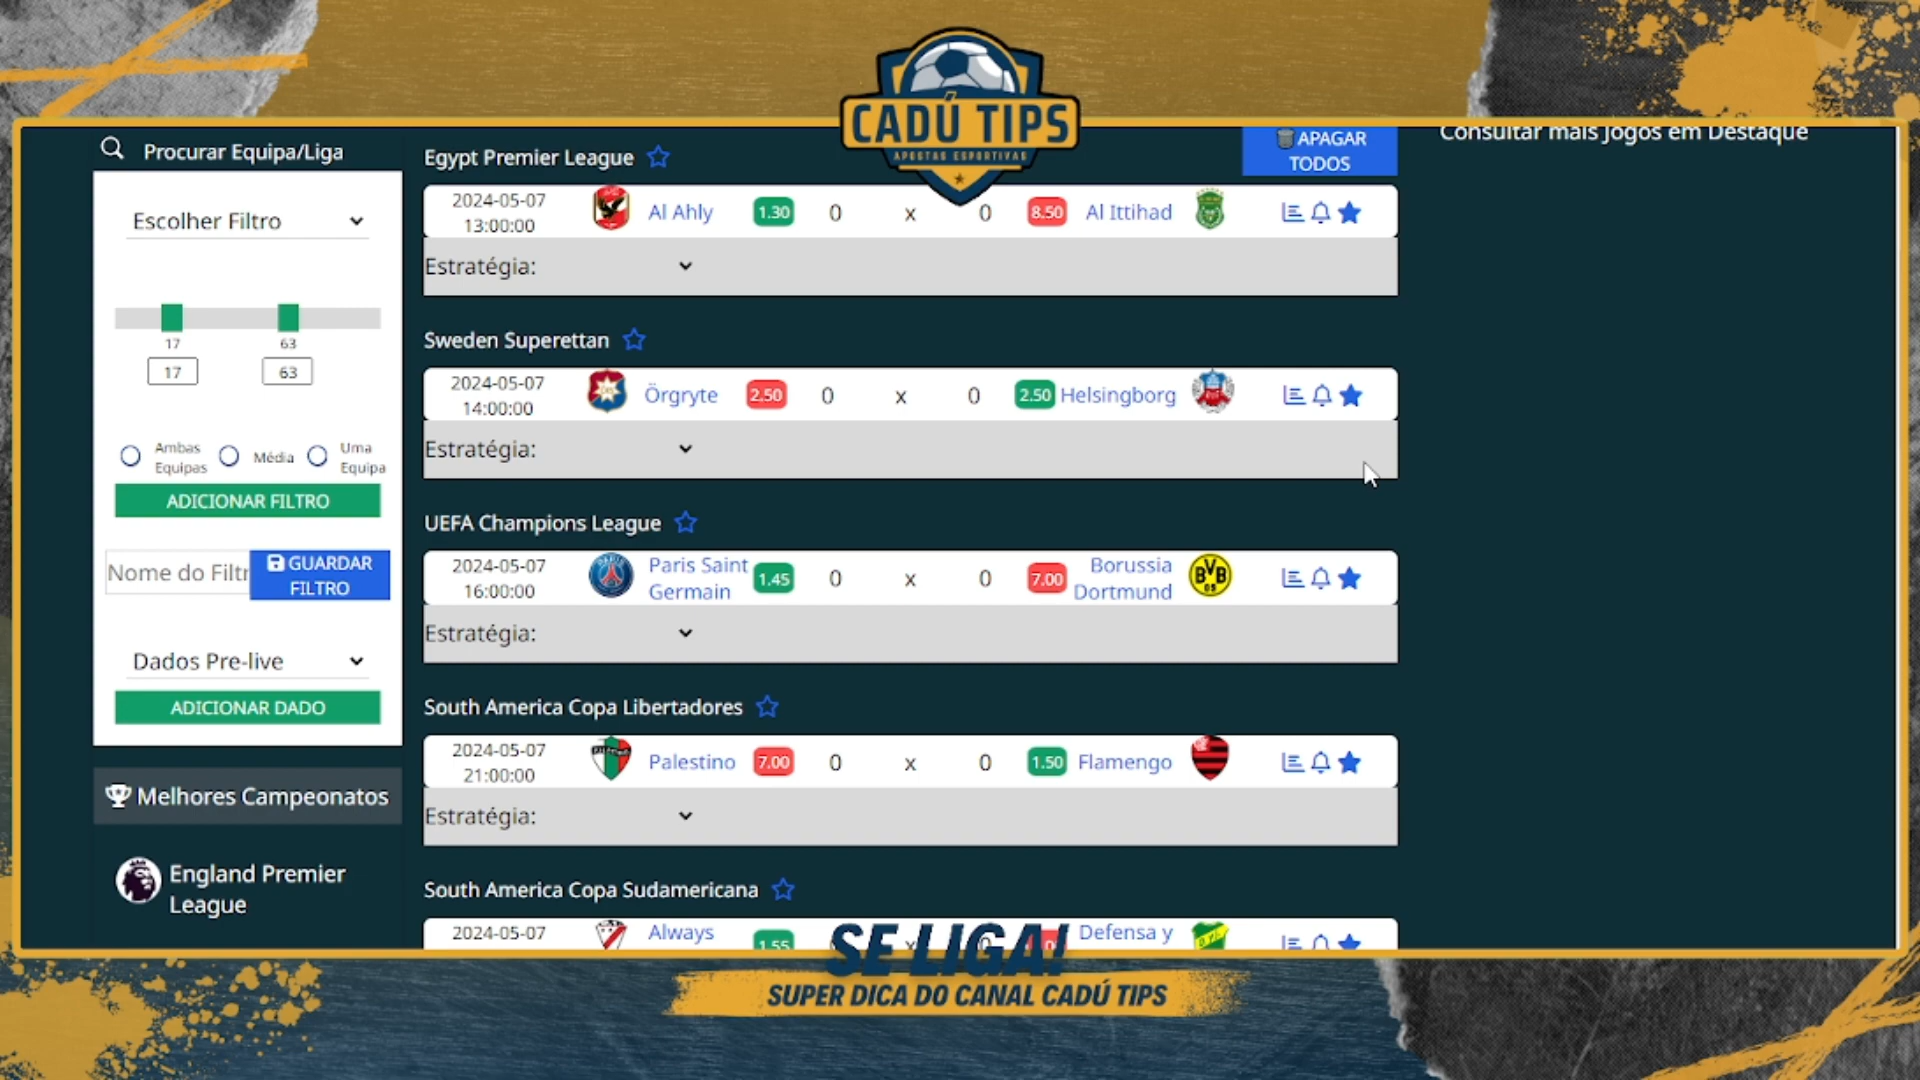 CADÚ TIPS
APOSTAS ESPORTIVAS
Procurar Equipa/Liga
Escolher Filtro
17 63
17 63
Ambas Equipas Média Uma Equipa
ADICIONAR FILTRO
Nome do Filtr
GUARDAR FILTRO
Dados Pre-live
ADICIONAR DADO
Melhores Campeonatos
England Premier League
APAGAR TODOS
Consultar mais Jogos em Destaque
Egypt Premier League
2024-05-07 13:00:00 Al Ahly 1.30 0 x 0 8.50 Al Ittihad
Estratégia:
Sweden Superettan
2024-05-07 14:00:00 Örgryte 2.50 0 x 0 2.50 Helsingborg
Estratégia:
UEFA Champions League
2024-05-07 16:00:00 Paris Saint Germain 1.45 0 x 0 7.00 Borussia Dortmund
Estratégia:
South America Copa Libertadores
2024-05-07 21:00:00 Palestino 7.00 0 x 0 1.50 Flamengo
Estratégia:
South America Copa Sudamericana
2024-05-07 Always 1.55 x Defensa y
SE LIGA!
SUPER DICA DO CANAL CADÚ TIPS